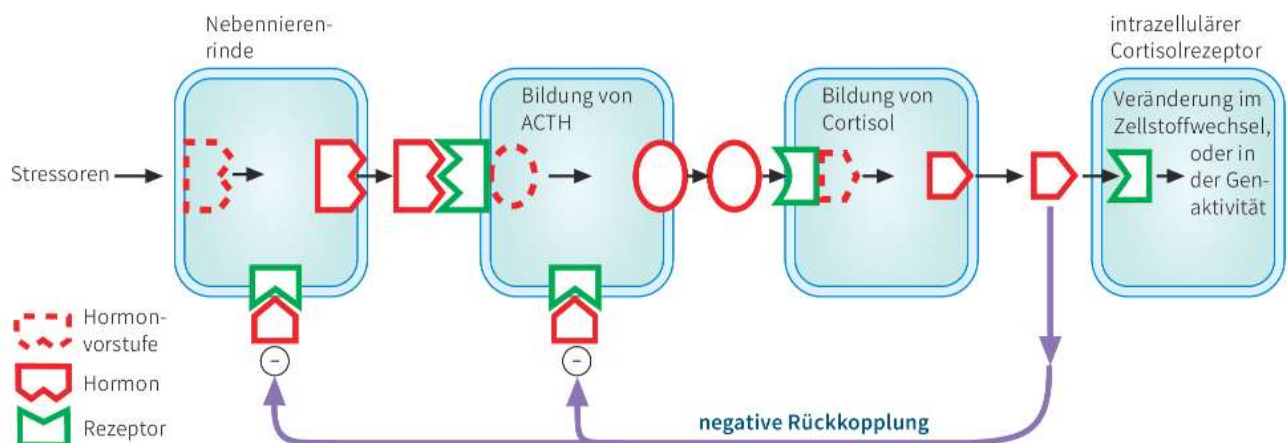 Nebennieren-
rinde
intrazellulärer
Cortisolrezeptor
Bildung von
ACTH
Bildung von
Cortisol
Veränderung im
Zellstoffwechsel,
oder in
der Gen-
aktivität
Stressoren
Hormon-
vorstufe
Hormon
Rezeptor
-
-
negative Rückkopplung